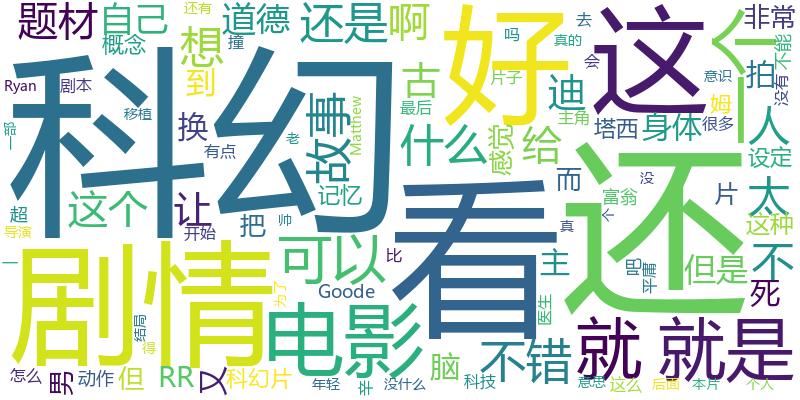 科幻
看
还
剧情
好
这
个
电影
就
就是
可以
不错
故事
什么
题材
自己
道德
还是
啊
想
概念
到
换
古
迪
拍
人
非常
不能
没有
还有
撞
吗
真的
去
会
意识
姆
很多
片子
最后
主角
塔西
身体
设定
太
给
感觉
而
片
富翁
个
没
真
这种
不
但是
死
主
吧
平庸
医生
脑
比
Goode
为了
记忆
Matthew
老
帅
有点
移植
剧本
Ryan
一部
超
导演
一
这个
让
把
开始
结局
得
怎么
男
动作
但
RR
又
科幻片
年轻
辛
没什么
科技
意思
这么
后面
本片
个人